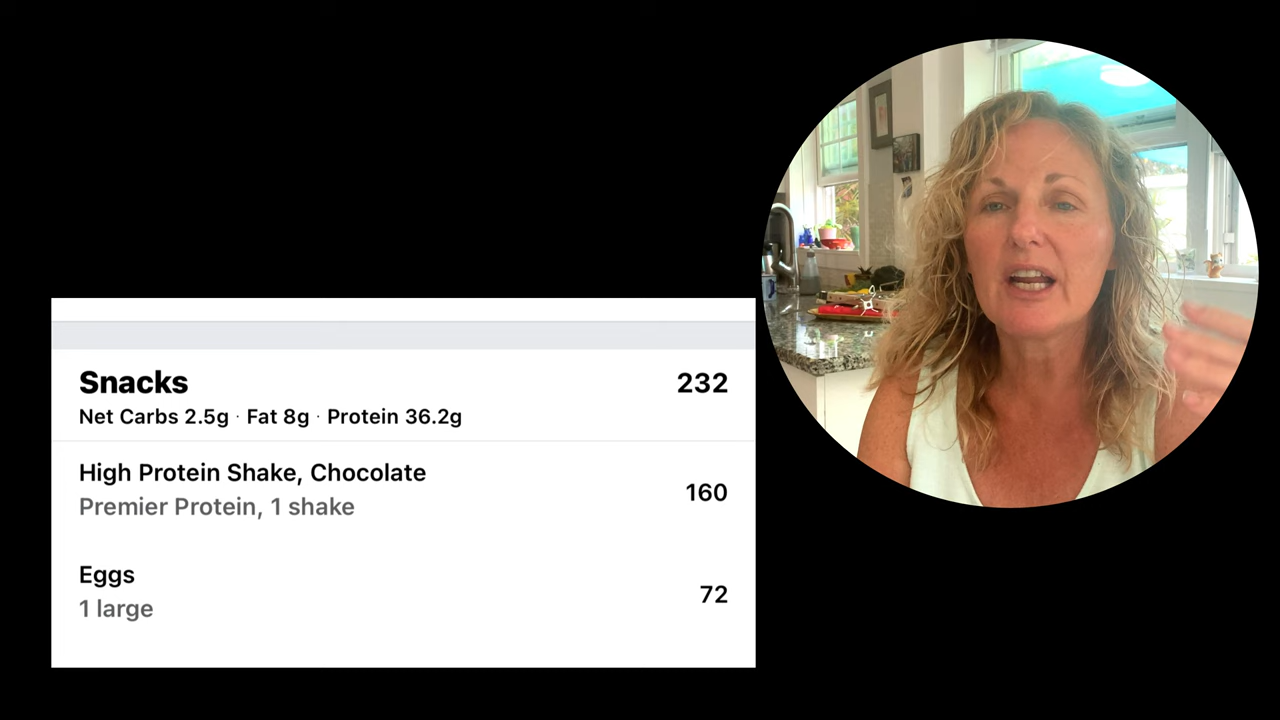 Snacks 232
Net Carbs 2.5g · Fat 8g · Protein 36.2g
High Protein Shake, Chocolate
Premier Protein, 1 shake 160
Eggs
1 large 72